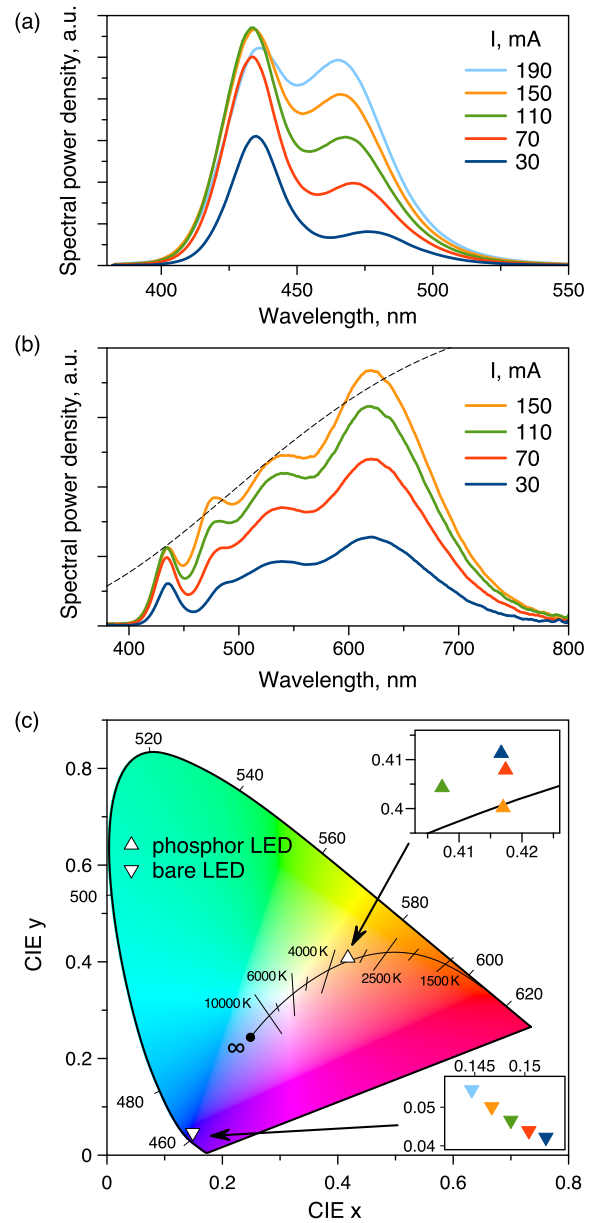 (a)
I, mA
190
150
110
70
30
Spectral power density, a.u.
400 450 500 550
Wavelength, nm
(b)
I, mA
150
110
70
30
Spectral power density, a.u.
400 500 600 700 800
Wavelength, nm
(c)
520
540
560
580
600
620
500
480
460
0.8
0.6
0.4
0.2
0
CIE y
phosphor LED
bare LED
4000 K
6000 K
10000 K
2500 K
1500 K
∞
0.41
0.4
0.41 0.42
0.145 0.15
0.05
0.04
0 0.2 0.4 0.6 0.8
CIE x